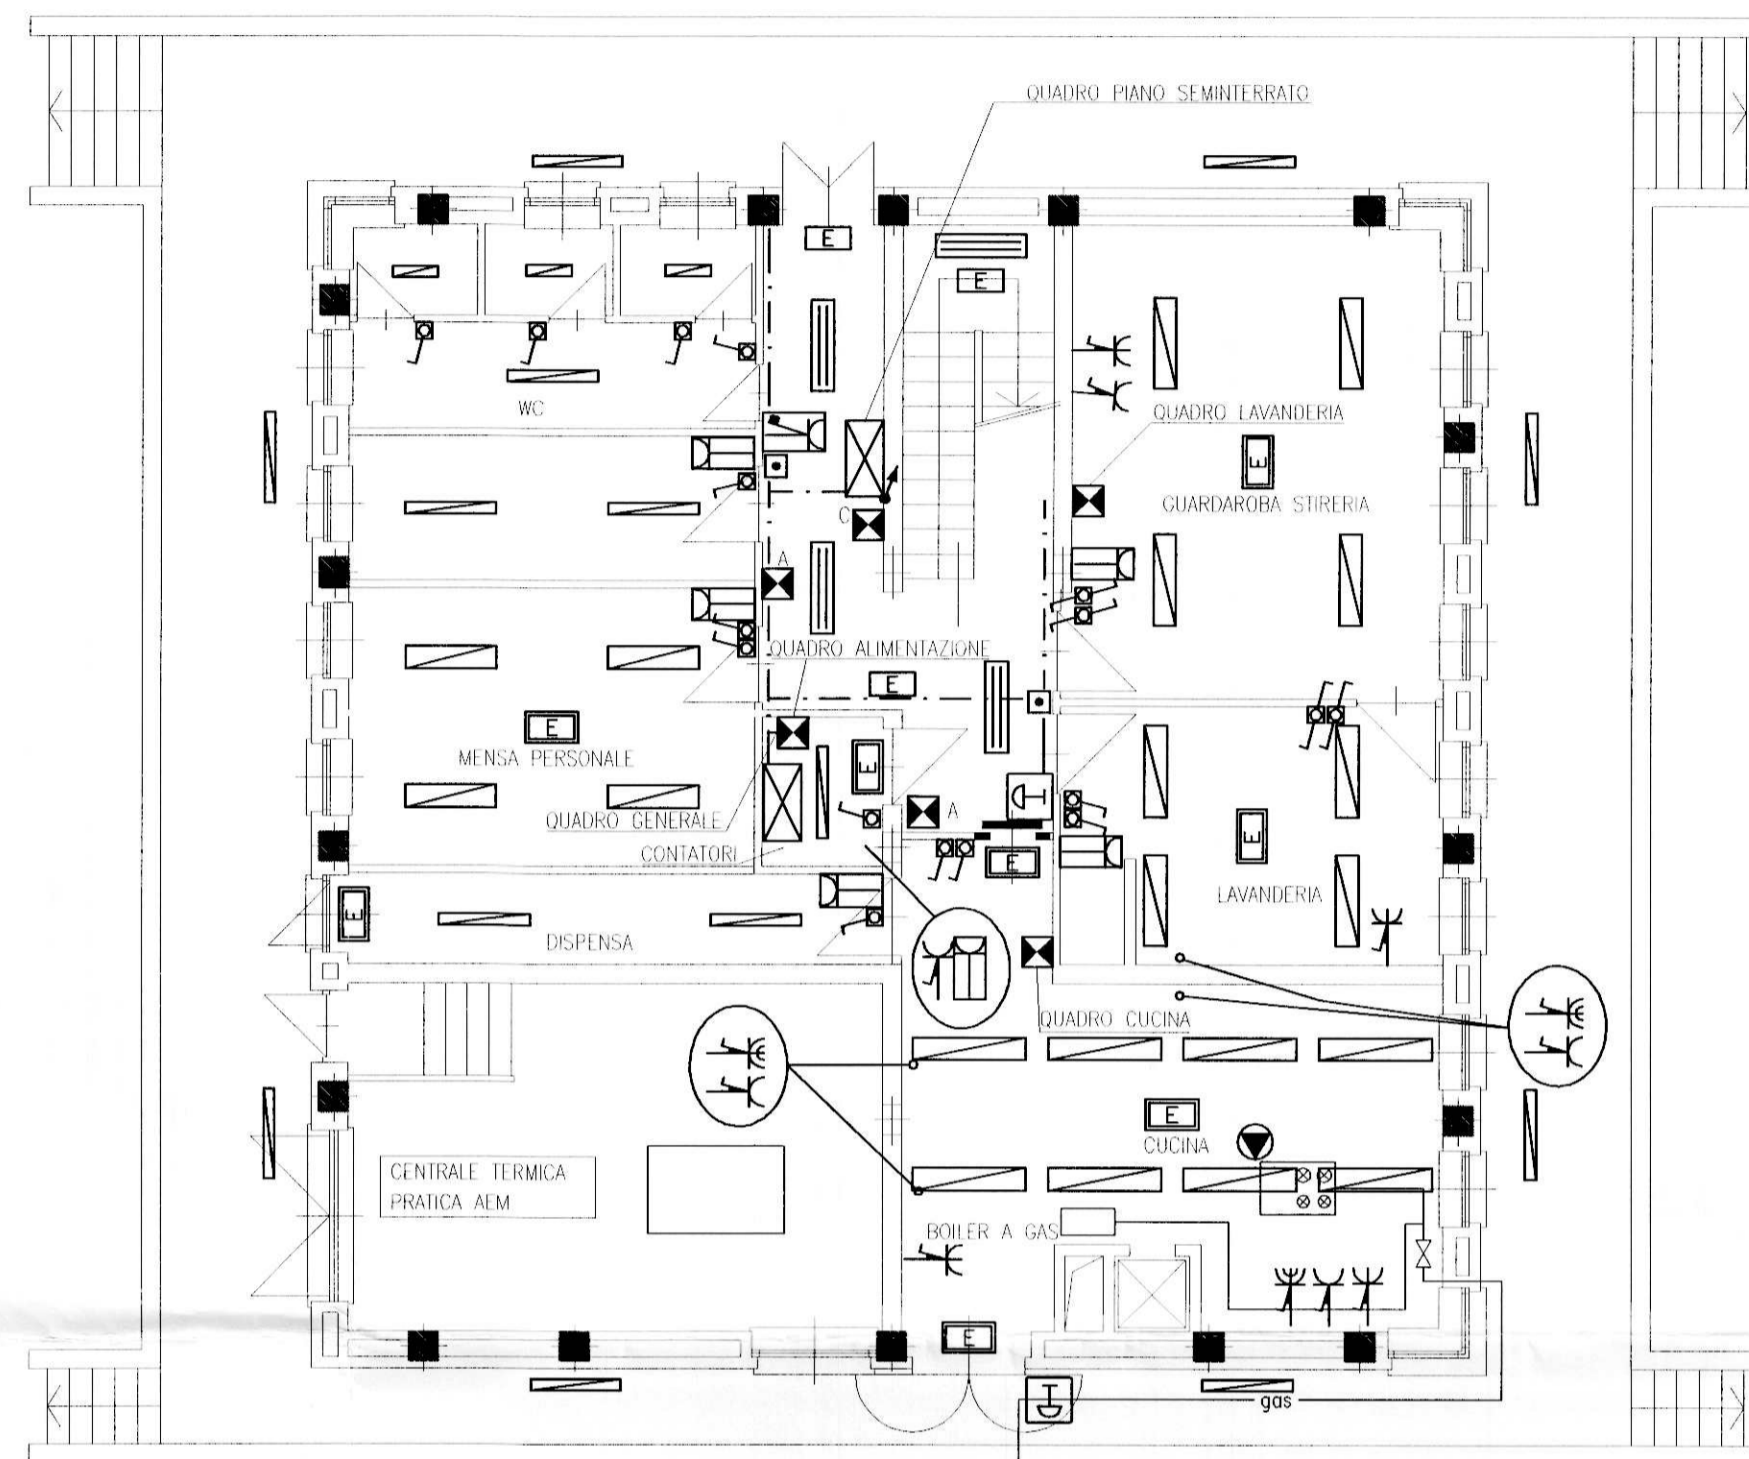 QUADRO PIANO SEMINTERRATO
E
E
WC
QUADRO LAVANDERIA
E
GUARDAROBA STIRERIA
C
A
QUADRO ALIMENTAZIONE
E
E
MENSA PERSONALE
E
QUADRO GENERALE
A
CONTATORI
E
E
LAVANDERIA
E
DISPENSA
QUADRO CUCINA
E
CUCINA
CENTRALE TERMICA
PRATICA AEM
BOILER A GAS
E
gas